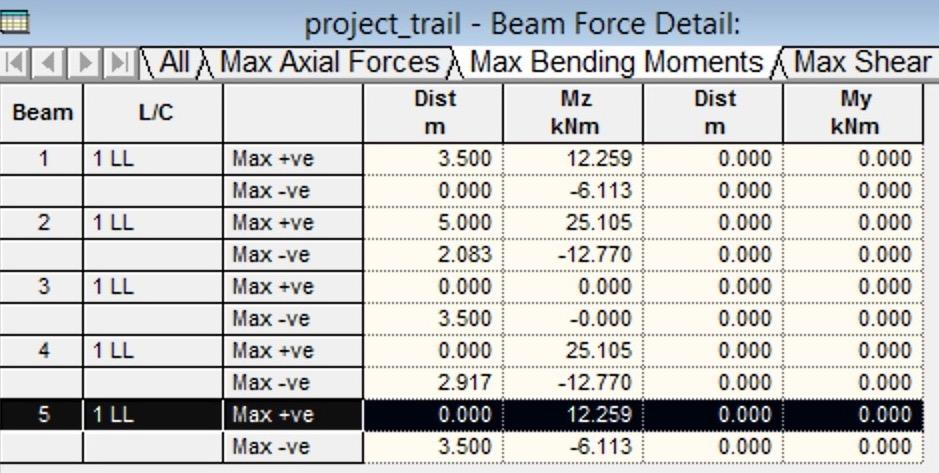 project_trail - Beam Force Detail:
All Max Axial Forces Max Bending Moments Max Shear
Beam L/C Dist m Mz kNm Dist m My kNm
1 1 LL Max +ve 3.500 12.259 0.000 0.000
Max -ve 0.000 -6.113 0.000 0.000
2 1 LL Max +ve 5.000 25.105 0.000 0.000
Max -ve 2.083 -12.770 0.000 0.000
3 1 LL Max +ve 0.000 0.000 0.000 0.000
Max -ve 3.500 -0.000 0.000 0.000
4 1 LL Max +ve 0.000 25.105 0.000 0.000
Max -ve 2.917 -12.770 0.000 0.000
5 1 LL Max +ve 0.000 12.259 0.000 0.000
Max -ve 3.500 -6.113 0.000 0.000